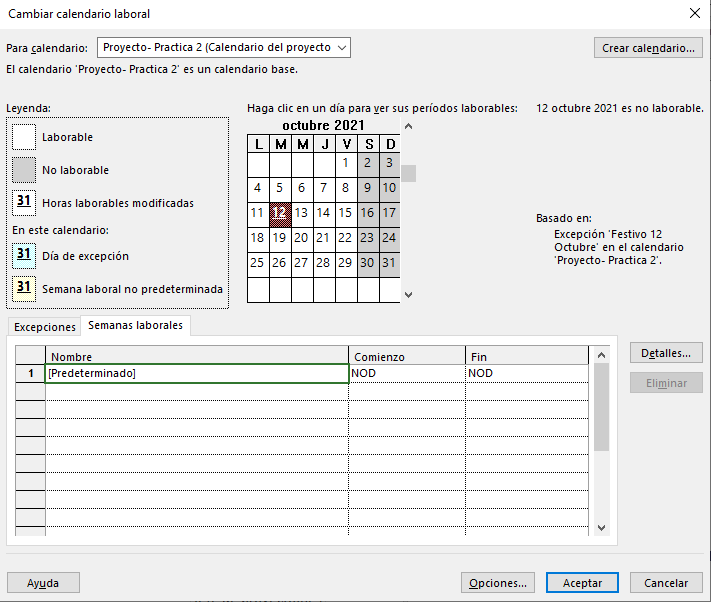 Cambiar calendario laboral
Para calendario: Proyecto- Practica 2 (Calendario del proyecto
Crear calendario...
El calendario 'Proyecto- Practica 2' es un calendario base.
Leyenda:
Laborable
No laborable
31 Horas laborables modificadas
En este calendario:
31 Día de excepción
31 Semana laboral no predeterminada
Haga clic en un día para ver sus períodos laborables:
octubre 2021
L M M J V S D
1 2 3
4 5 6 7 8 9 10
11 12 13 14 15 16 17
18 19 20 21 22 23 24
25 26 27 28 29 30 31
12 octubre 2021 es no laborable.
Basado en:
Excepción 'Festivo 12
Octubre' en el calendario
'Proyecto- Practica 2'.
Excepciones Semanas laborales
Nombre Comienzo Fin
1 [Predeterminado] NOD NOD
Detalles...
Eliminar
Ayuda Opciones... Aceptar Cancelar